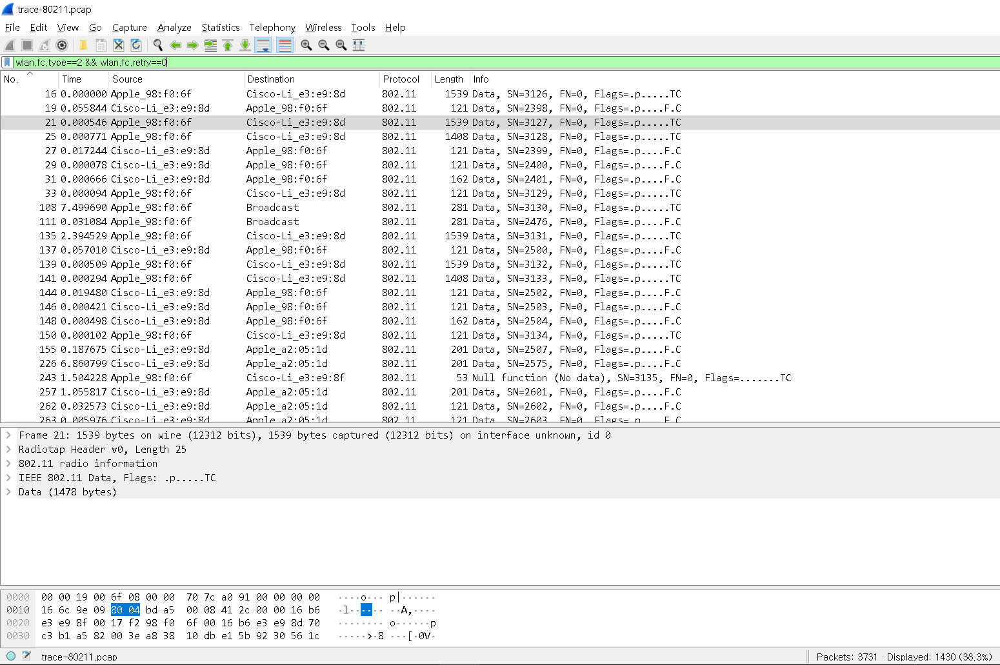 trace-80211.pcap
File Edit View Go Capture Analyze Statistics Telephony Wireless Tools Help
wlan.fc.type==2 && wlan.fc.retry==0
No. Time Source Destination Protocol Length Info
16 0.000000 Apple_98:f0:6f Cisco-Li_e3:e9:8d 802.11 1539 Data, SN=3126, FN=0, Flags=.p.....TC
19 0.055844 Cisco-Li_e3:e9:8d Apple_98:f0:6f 802.11 121 Data, SN=2398, FN=0, Flags=.p....F.C
21 0.000546 Apple_98:f0:6f Cisco-Li_e3:e9:8d 802.11 1539 Data, SN=3127, FN=0, Flags=.p.....TC
25 0.000771 Apple_98:f0:6f Cisco-Li_e3:e9:8d 802.11 1408 Data, SN=3128, FN=0, Flags=.p.....TC
27 0.017244 Cisco-Li_e3:e9:8d Apple_98:f0:6f 802.11 121 Data, SN=2399, FN=0, Flags=.p....F.C
29 0.000078 Cisco-Li_e3:e9:8d Apple_98:f0:6f 802.11 121 Data, SN=2400, FN=0, Flags=.p....F.C
31 0.000666 Cisco-Li_e3:e9:8d Apple_98:f0:6f 802.11 162 Data, SN=2401, FN=0, Flags=.p....F.C
33 0.000094 Apple_98:f0:6f Cisco-Li_e3:e9:8d 802.11 121 Data, SN=3129, FN=0, Flags=.p.....TC
108 7.499690 Apple_98:f0:6f Broadcast 802.11 281 Data, SN=3130, FN=0, Flags=.p.....TC
111 0.031084 Apple_98:f0:6f Broadcast 802.11 281 Data, SN=2476, FN=0, Flags=.p....F.C
135 2.394529 Apple_98:f0:6f Cisco-Li_e3:e9:8d 802.11 1539 Data, SN=3131, FN=0, Flags=.p.....TC
137 0.057010 Cisco-Li_e3:e9:8d Apple_98:f0:6f 802.11 121 Data, SN=2500, FN=0, Flags=.p....F.C
139 0.000509 Apple_98:f0:6f Cisco-Li_e3:e9:8d 802.11 1539 Data, SN=3132, FN=0, Flags=.p.....TC
141 0.000294 Apple_98:f0:6f Cisco-Li_e3:e9:8d 802.11 1408 Data, SN=3133, FN=0, Flags=.p.....TC
144 0.019480 Cisco-Li_e3:e9:8d Apple_98:f0:6f 802.11 121 Data, SN=2502, FN=0, Flags=.p....F.C
146 0.000421 Cisco-Li_e3:e9:8d Apple_98:f0:6f 802.11 121 Data, SN=2503, FN=0, Flags=.p....F.C
148 0.000498 Cisco-Li_e3:e9:8d Apple_98:f0:6f 802.11 162 Data, SN=2504, FN=0, Flags=.p....F.C
150 0.000102 Apple_98:f0:6f Cisco-Li_e3:e9:8d 802.11 121 Data, SN=3134, FN=0, Flags=.p.....TC
155 0.187675 Cisco-Li_e3:e9:8d Apple_a2:05:1d 802.11 201 Data, SN=2507, FN=0, Flags=.p....F.C
226 6.860799 Cisco-Li_e3:e9:8d Apple_a2:05:1d 802.11 201 Data, SN=2575, FN=0, Flags=.p....F.C
243 1.504228 Apple_98:f0:6f Cisco-Li_e3:e9:8f 802.11 53 Null function (No data), SN=3135, FN=0, Flags=.......TC
257 1.055817 Cisco-Li_e3:e9:8d Apple_a2:05:1d 802.11 201 Data, SN=2601, FN=0, Flags=.p....F.C
262 0.032573 Cisco-Li_e3:e9:8d Apple_a2:05:1d 802.11 121 Data, SN=2602, FN=0, Flags=.p....F.C
263 0.005976 Cisco-Li_e3:e9:8d Apple_a2:05:1d 802.11 121 Data, SN=2603, FN=0, Flags=.p....F.C
Frame 21: 1539 bytes on wire (12312 bits), 1539 bytes captured (12312 bits) on interface unknown, id 0
Radiotap Header v0, Length 25
802.11 radio information
IEEE 802.11 Data, Flags: .p.....TC
Data (1478 bytes)
0000 00 00 19 00 6f 08 00 00 70 7c a0 91 00 00 00 00 ····o··· p|······
0010 16 6c 9e 09 80 04 bd a5 00 08 41 2c 00 00 16 b6 ·l······ ··A,····
0020 e3 e9 8f 00 17 f2 98 f0 6f 00 16 b6 e3 e9 8d 70 ········ o······p
0030 c3 b1 a5 82 00 3e a8 38 10 db e1 5b 92 30 56 1c ·····>·8 ···[·0V·
trace-80211.pcap Packets: 3731 · Displayed: 1430 (38.3%)